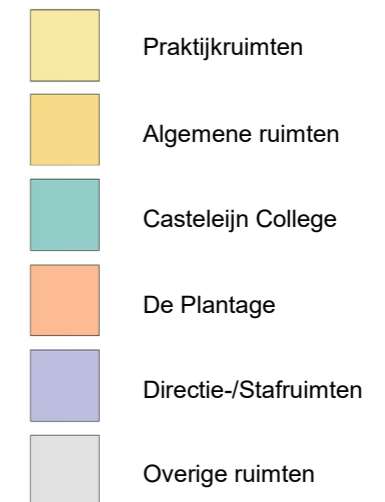 Praktijkruimten
Algemene ruimten
Casteleijn College
De Plantage
Directie-/Stafruimten
Overige ruimten